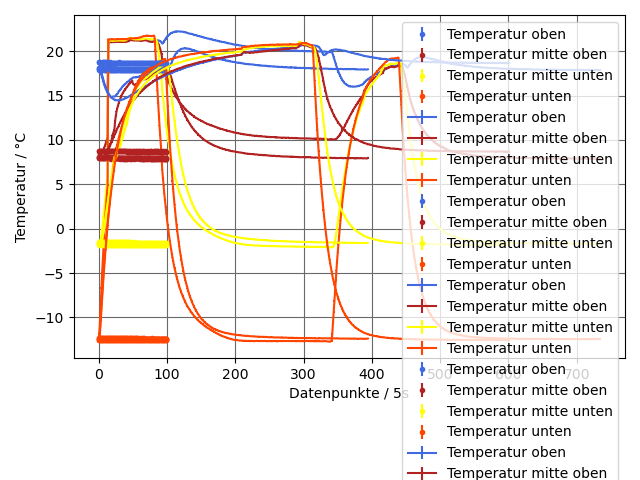 Temperatur / °C
20
15
10
5
0
−5
−10
0
100
200
300
400
500
600
700
Datenpunkte / 5s
Temperatur oben
Temperatur mitte oben
Temperatur mitte unten
Temperatur unten
Temperatur oben
Temperatur mitte oben
Temperatur mitte unten
Temperatur unten
Temperatur oben
Temperatur mitte oben
Temperatur mitte unten
Temperatur unten
Temperatur oben
Temperatur mitte oben
Temperatur mitte unten
Temperatur unten
Temperatur oben
Temperatur mitte oben
Temperatur mitte unten
Temperatur unten
Temperatur oben
Temperatur mitte oben